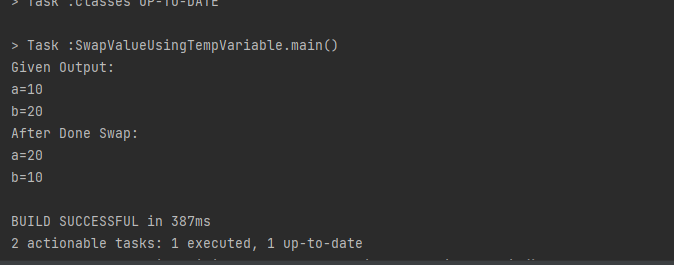 > Task :classes UP-TO-DATE
> Task :SwapValueUsingTempVariable.main()
Given Output:
a=10
b=20
After Done Swap:
a=20
b=10
BUILD SUCCESSFUL in 387ms
2 actionable tasks: 1 executed, 1 up-to-date